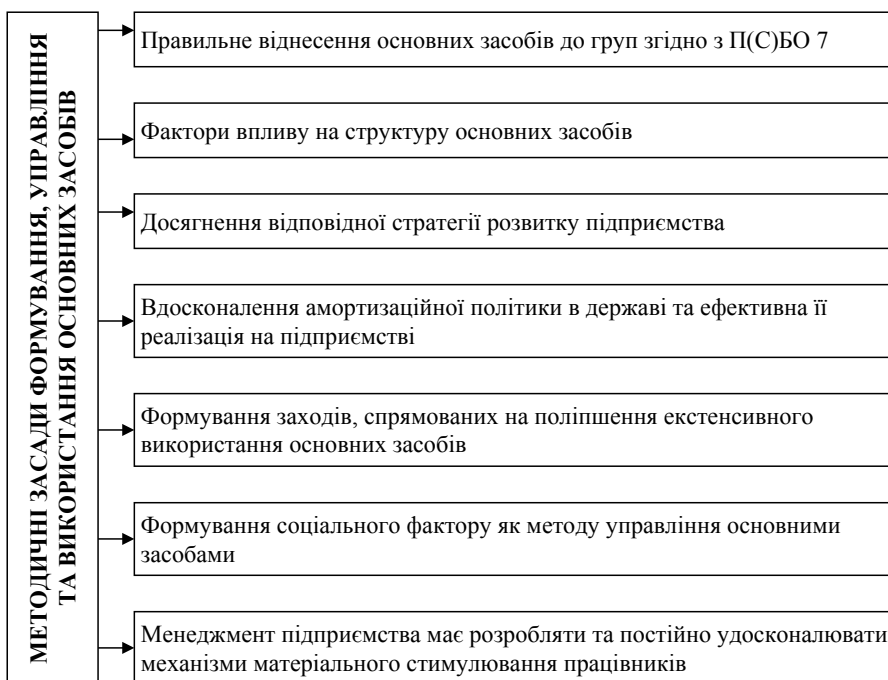 МЕТОДИЧНІ ЗАСАДИ ФОРМУВАННЯ, УПРАВЛІННЯ
ТА ВИКОРИСТАННЯ ОСНОВНИХ ЗАСОБІВ
Правильне віднесення основних засобів до груп згідно з П(С)БО 7
Фактори впливу на структуру основних засобів
Досягнення відповідної стратегії розвитку підприємства
Вдосконалення амортизаційної політики в державі та ефективна її
реалізація на підприємстві
Формування заходів, спрямованих на поліпшення екстенсивного
використання основних засобів
Формування соціального фактору як методу управління основними
засобами
Менеджмент підприємства має розробляти та постійно удосконалювати
механізми матеріального стимулювання працівників